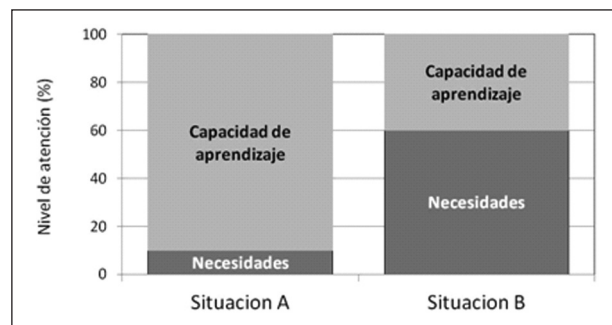 Nivel de atención (%)
100
80
60
40
20
0
Capacidad de
aprendizaje
Necesidades
Capacidad de
aprendizaje
Necesidades
Situacion A
Situacion B